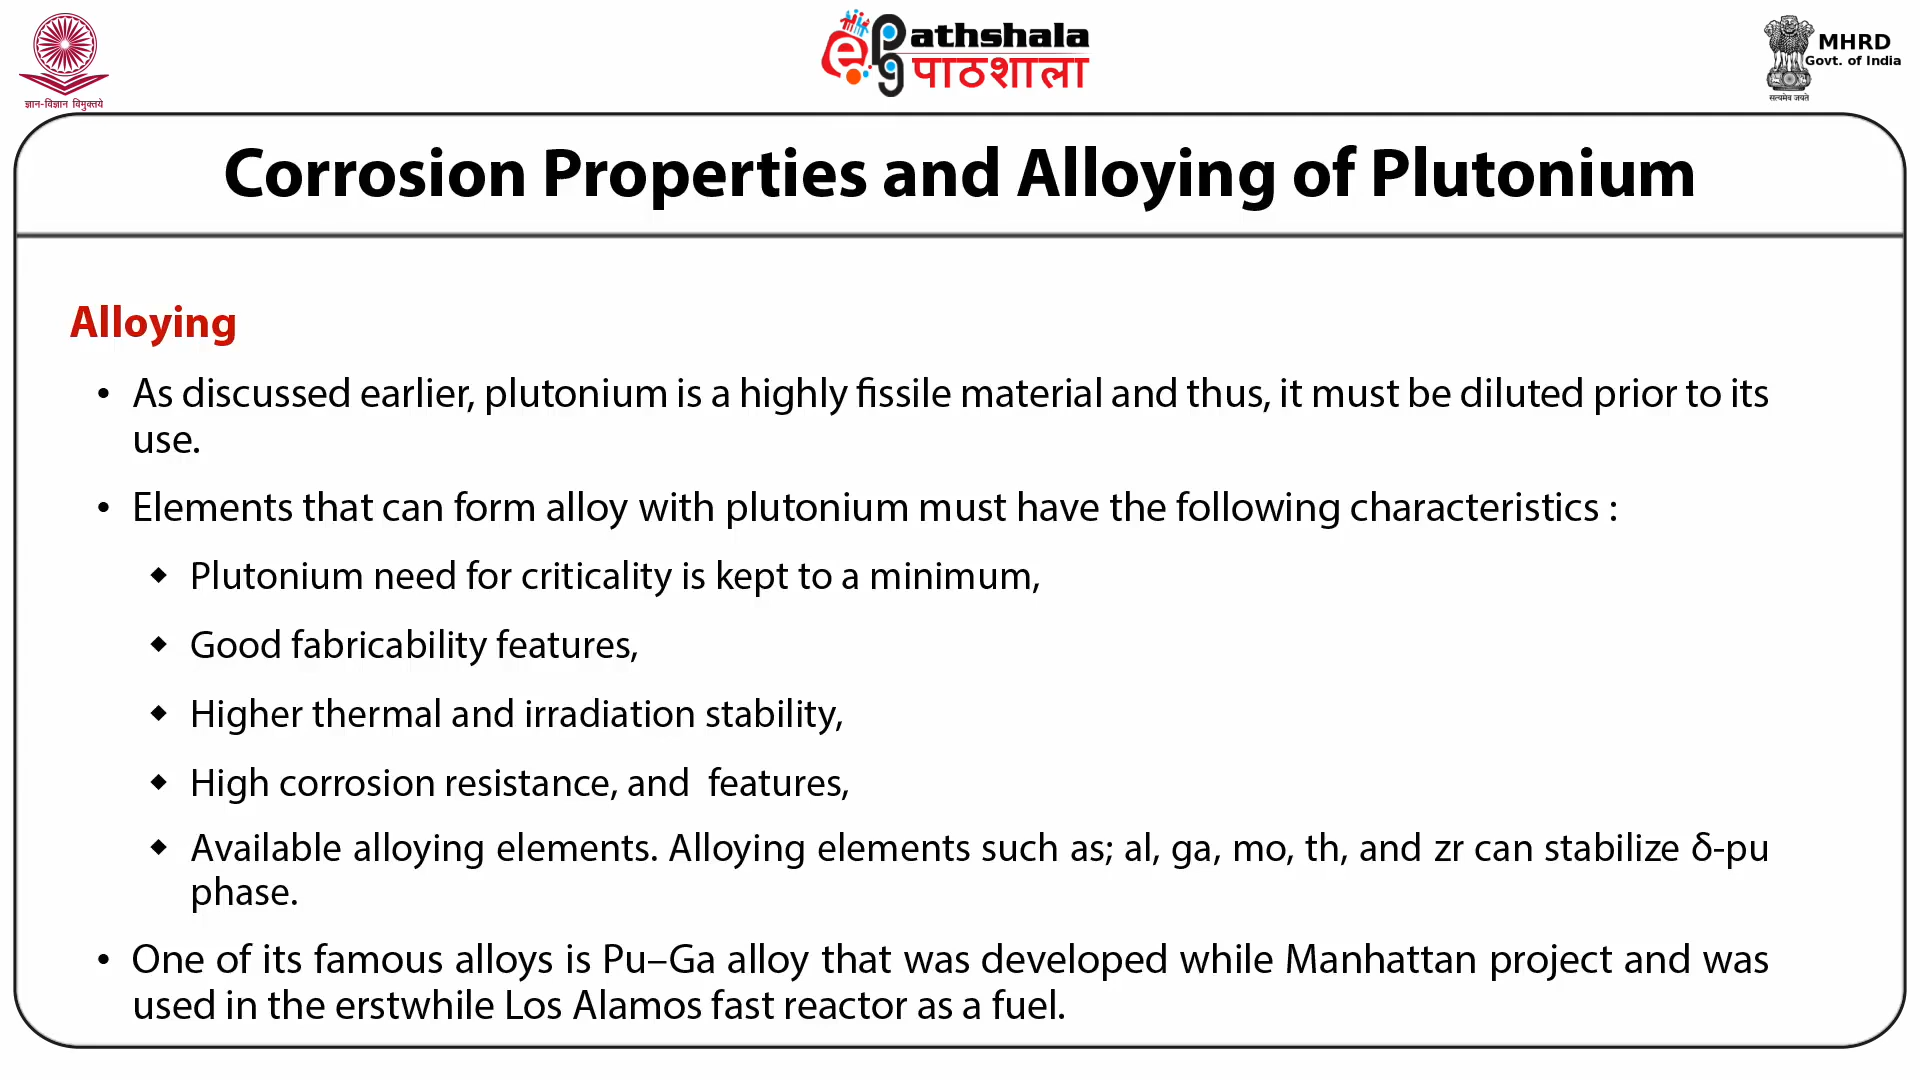 ज्ञान-विज्ञान विमुक्तये
ePathshala
पाठशाला
MHRD
Govt. of India
सत्यमेव जयते
Corrosion Properties and Alloying of Plutonium
Alloying
• As discussed earlier, plutonium is a highly fissile material and thus, it must be diluted prior to its
use.
• Elements that can form alloy with plutonium must have the following characteristics :
◆ Plutonium need for criticality is kept to a minimum,
◆ Good fabricability features,
◆ Higher thermal and irradiation stability,
◆ High corrosion resistance, and  features,
◆ Available alloying elements. Alloying elements such as; al, ga, mo, th, and zr can stabilize δ-pu
phase.
• One of its famous alloys is Pu–Ga alloy that was developed while Manhattan project and was
used in the erstwhile Los Alamos fast reactor as a fuel.